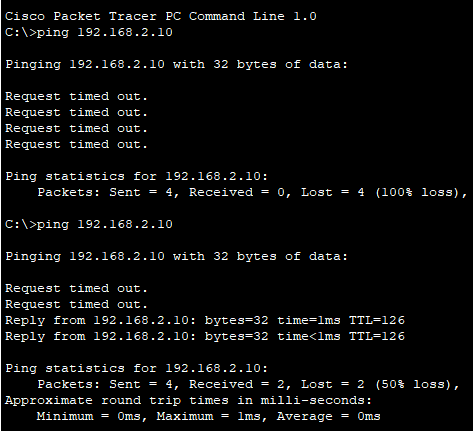 Cisco Packet Tracer PC Command Line 1.0
C:\>ping 192.168.2.10
Pinging 192.168.2.10 with 32 bytes of data:
Request timed out.
Request timed out.
Request timed out.
Request timed out.
Ping statistics for 192.168.2.10:
Packets: Sent = 4, Received = 0, Lost = 4 (100% loss),
C:\>ping 192.168.2.10
Pinging 192.168.2.10 with 32 bytes of data:
Request timed out.
Request timed out.
Reply from 192.168.2.10: bytes=32 time=1ms TTL=126
Reply from 192.168.2.10: bytes=32 time<1ms TTL=126
Ping statistics for 192.168.2.10:
Packets: Sent = 4, Received = 2, Lost = 2 (50% loss),
Approximate round trip times in milli-seconds:
Minimum = 0ms, Maximum = 1ms, Average = 0ms